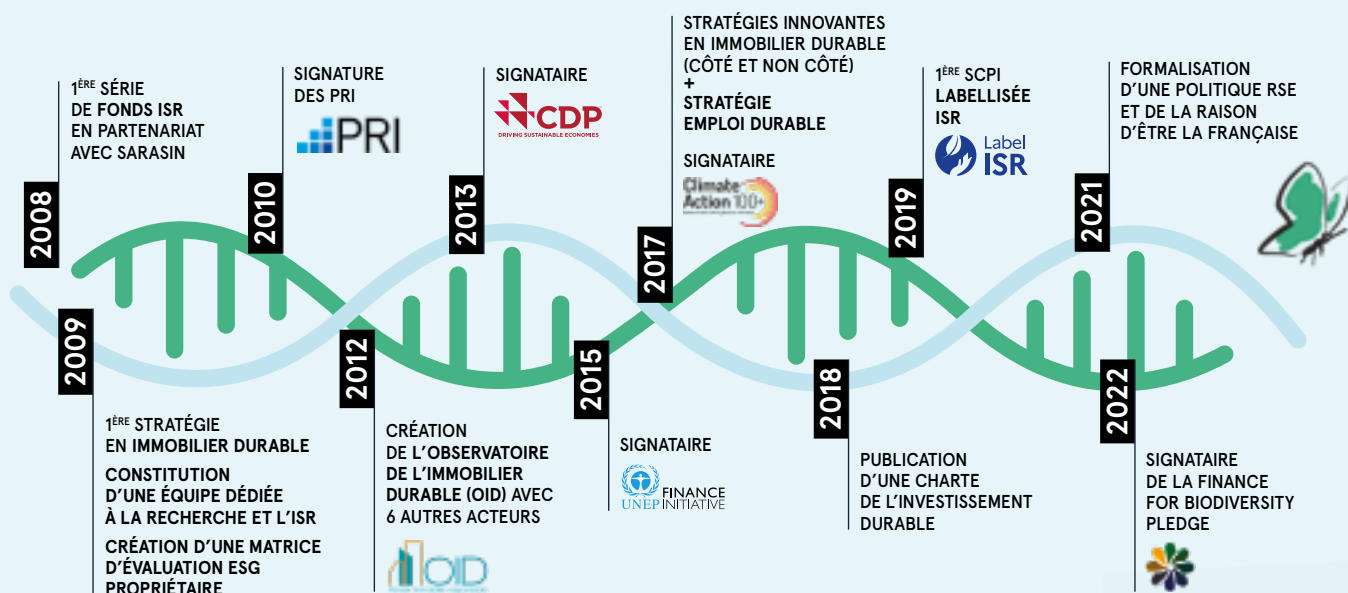 2008
1ÈRE SÉRIE
DE FONDS ISR
EN PARTENARIAT
AVEC SARASIN
2009
1ÈRE STRATÉGIE
EN IMMOBILIER DURABLE
CONSTITUTION
D'UNE ÉQUIPE DÉDIÉE
À LA RECHERCHE ET L'ISR
CRÉATION D'UNE MATRICE
D'ÉVALUATION ESG
PROPRIÉTAIRE
2010
SIGNATURE
DES PRI
PRI
2012
CRÉATION
DE L'OBSERVATOIRE
DE L'IMMOBILIER
DURABLE (OID) AVEC
6 AUTRES ACTEURS
OID
2013
SIGNATAIRE
CDP
DRIVING SUSTAINABLE ECONOMIES
2015
SIGNATAIRE
UNEP
FINANCE
INITIATIVE
2017
STRATÉGIES INNOVANTES
EN IMMOBILIER DURABLE
(CÔTÉ ET NON CÔTÉ)
+
STRATÉGIE
EMPLOI DURABLE
SIGNATAIRE
Climate
Action 100+
2018
PUBLICATION
D'UNE CHARTE
DE L'INVESTISSEMENT
DURABLE
2019
1ÈRE SCPI
LABELLISÉE
ISR
Label
ISR
2021
FORMALISATION
D'UNE POLITIQUE RSE
ET DE LA RAISON
D'ÊTRE LA FRANÇAISE
2022
SIGNATAIRE
DE LA FINANCE
FOR BIODIVERSITY
PLEDGE